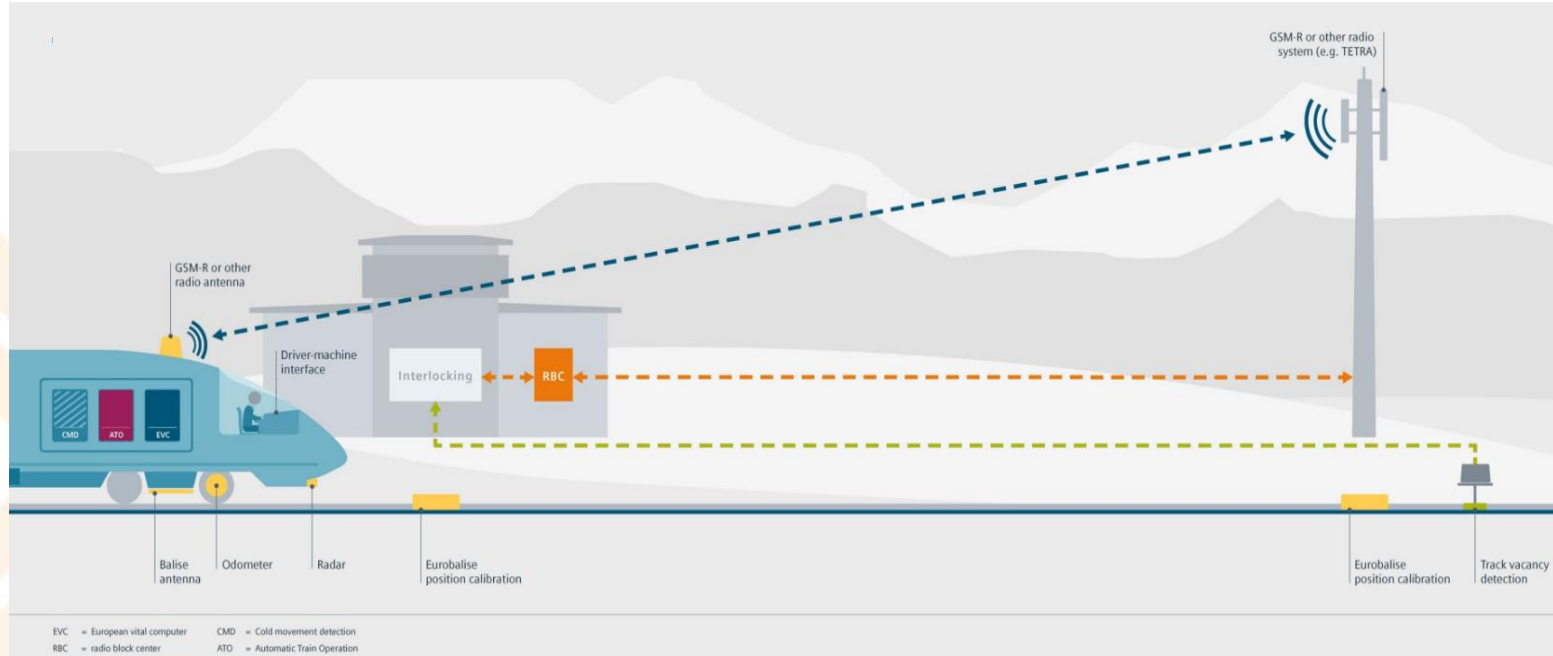 GSM-R or other radio
system (e.g. TETRA)
GSM-R or other
radio antenna
Driver-machine
interface
Interlocking
RBC
CMD
ATO
EVC
Balise
antenna
Odometer
Radar
Eurobalise
position calibration
Eurobalise
position calibration
Track vacancy
detection
EVC = European vital computer
CMD = Cold movement detection
RBC = radio block center
ATO = Automatic Train Operation